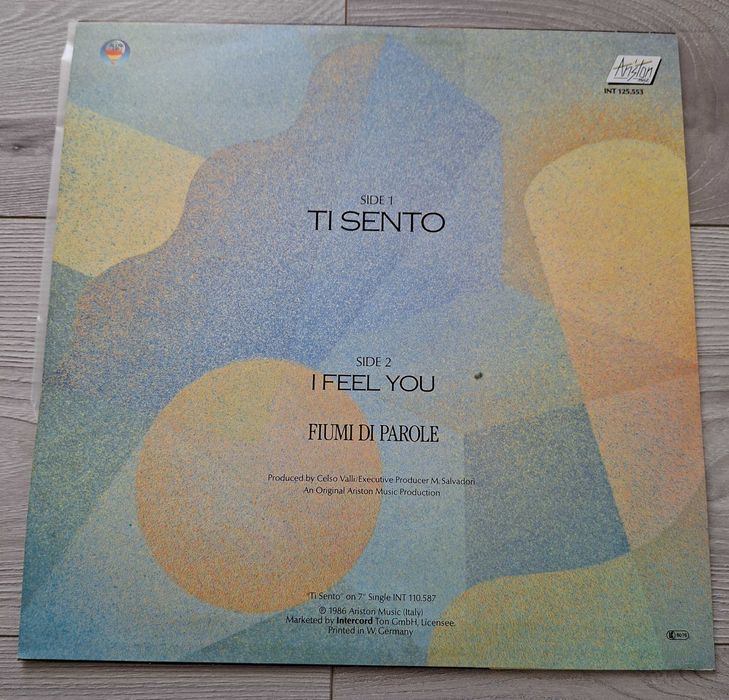 Ariston
INT 125.553
SIDE 1
TI SENTO
SIDE 2
I FEEL YOU
FIUMI DI PAROLE
Produced by Celso Valli/Executive Producer M. Salvadori
An Original Ariston Music Production
"Ti Sento" on 7" Single INT 110.587
℗ 1986 Ariston Music (Italy)
Marketed by Intercord Ton GmbH, Licensee.
Printed in W. Germany